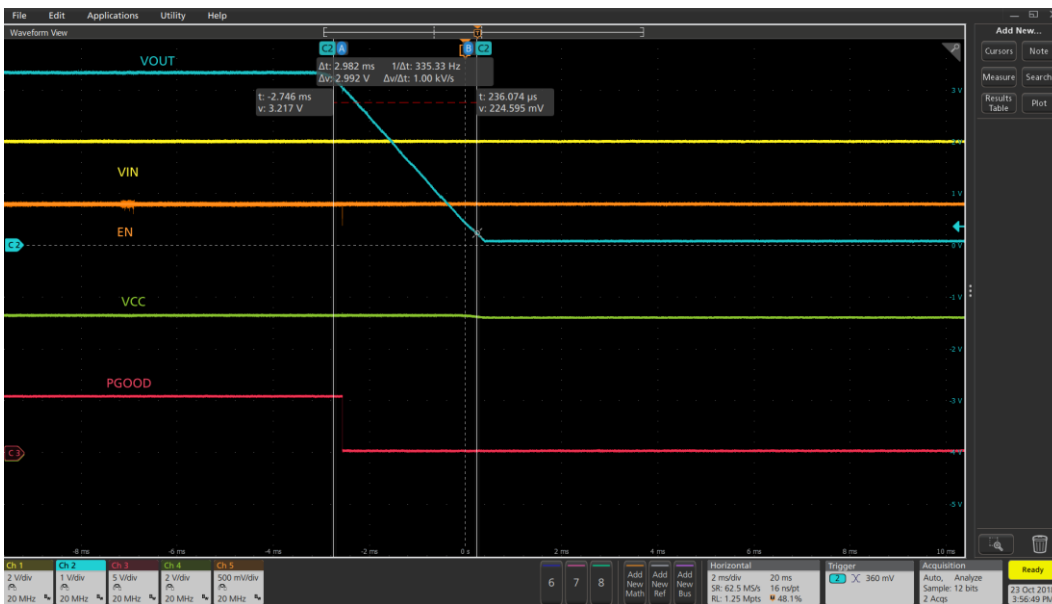 File Edit Applications Utility Help
Waveform View
Add New...
Cursors Note
Measure Search
Results Table Plot
C2 A
B C2
VOUT
Δt: 2.982 ms 1/Δt: 335.33 Hz
Δv: 2.992 V Δv/Δt: 1.00 kV/s
t: -2.746 ms
v: 3.217 V
t: 236.074 µs
v: 224.595 mV
3 V
2 V
VIN
1 V
EN
C2
-1 V
VCC
-2 V
PGOOD
-3 V
C3
-4 V
-5 V
-8 ms -6 ms -4 ms -2 ms 0 s 2 ms 4 ms 6 ms 8 ms 10 ms
Ch 1
2 V/div
20 MHz
Ch 2
1 V/div
20 MHz
Ch 3
5 V/div
20 MHz
Ch 4
2 V/div
20 MHz
Ch 5
500 mV/div
20 MHz
6 7 8
Add New Math
Add New Ref
Add New Bus
Horizontal
2 ms/div 20 ms
SR: 62.5 MS/s 16 ns/pt
RL: 1.25 Mpts 48.1%
Trigger
2 360 mV
Acquisition
Auto, Analyze
Sample: 12 bits
2 Acqs
Ready
3:56:49 PM